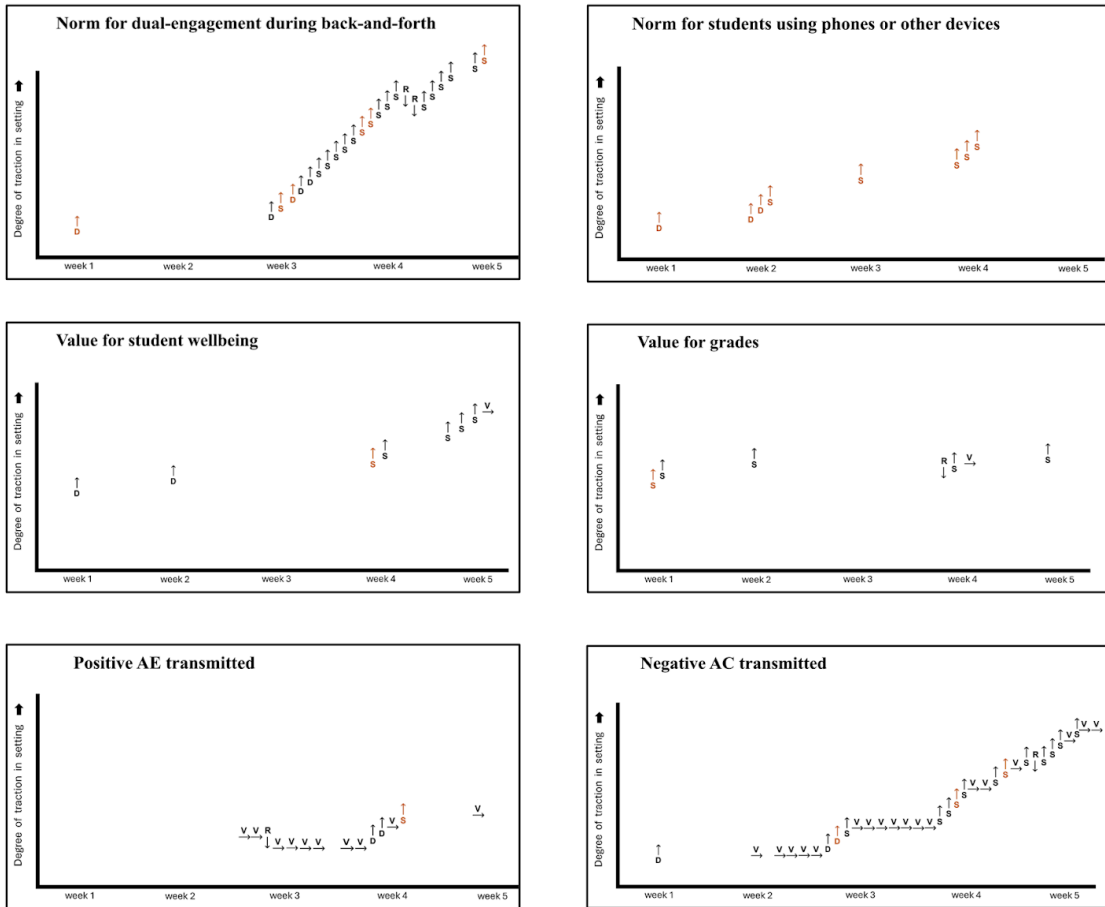 Norm for dual-engagement during back-and-forth
Degree of traction in setting
D D S D D D S S S S S S S S S S R R S S S S S S
week 1 week 2 week 3 week 4 week 5
Norm for students using phones or other devices
Degree of traction in setting
D D D S S S S S
week 1 week 2 week 3 week 4 week 5
Value for student wellbeing
Degree of traction in setting
D D S S S S S V
week 1 week 2 week 3 week 4 week 5
Value for grades
Degree of traction in setting
S S S R S V S
week 1 week 2 week 3 week 4 week 5
Positive AE transmitted
Degree of traction in setting
V V R V V V V V V D D V S V
week 1 week 2 week 3 week 4 week 5
Negative AC transmitted
Degree of traction in setting
D V V V V V D D S V V V V V V V S S S S V V S S V S R S S S V S V V
week 1 week 2 week 3 week 4 week 5